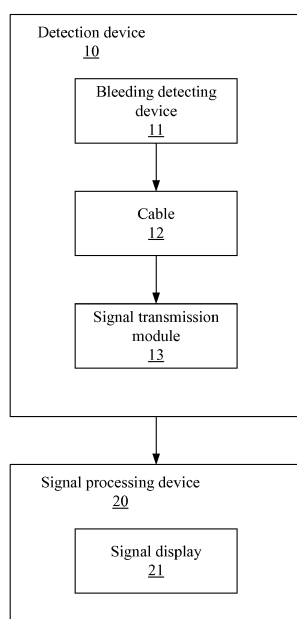 Detection device
10
Bleeding detecting
device
11
Cable
12
Signal transmission
module
13
Signal processing device
20
Signal display
21